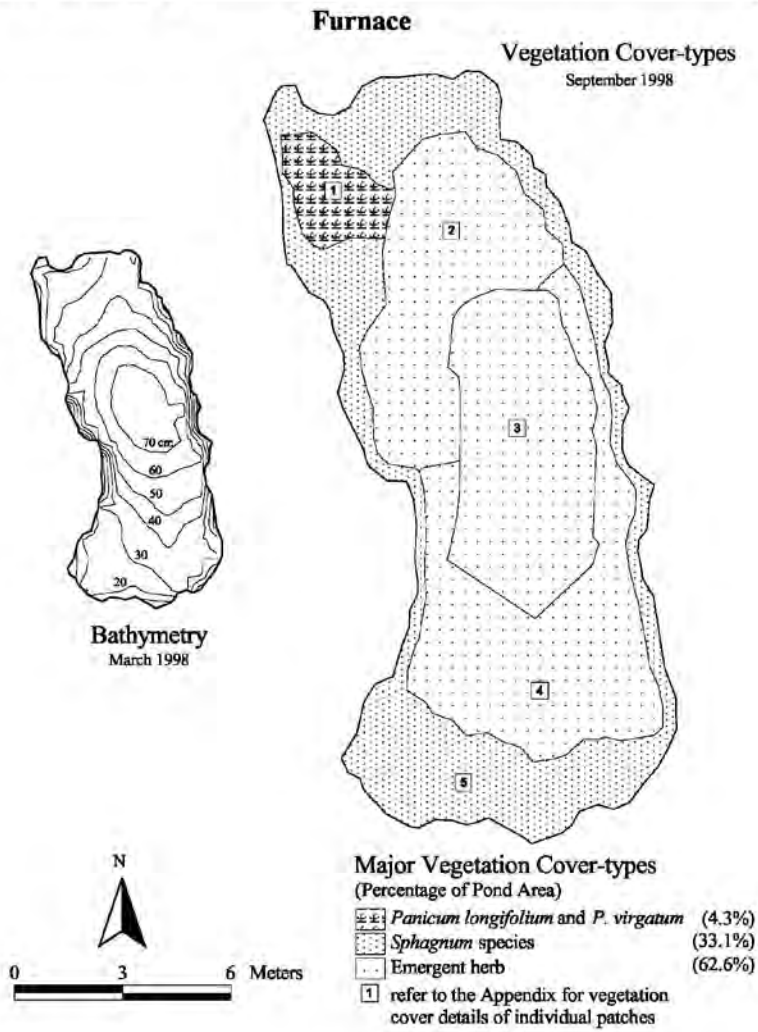 Furnace
Vegetation Cover-types
September 1998
1
2
3
4
5
70 cm
60
50
40
30
20
Bathymetry
March 1998
N
0 3 6 Meters
Major Vegetation Cover-types
(Percentage of Pond Area)
Panicum longifolium and P. virgatum (4.3%)
Sphagnum species (33.1%)
Emergent herb (62.6%)
1 refer to the Appendix for vegetation
cover details of individual patches